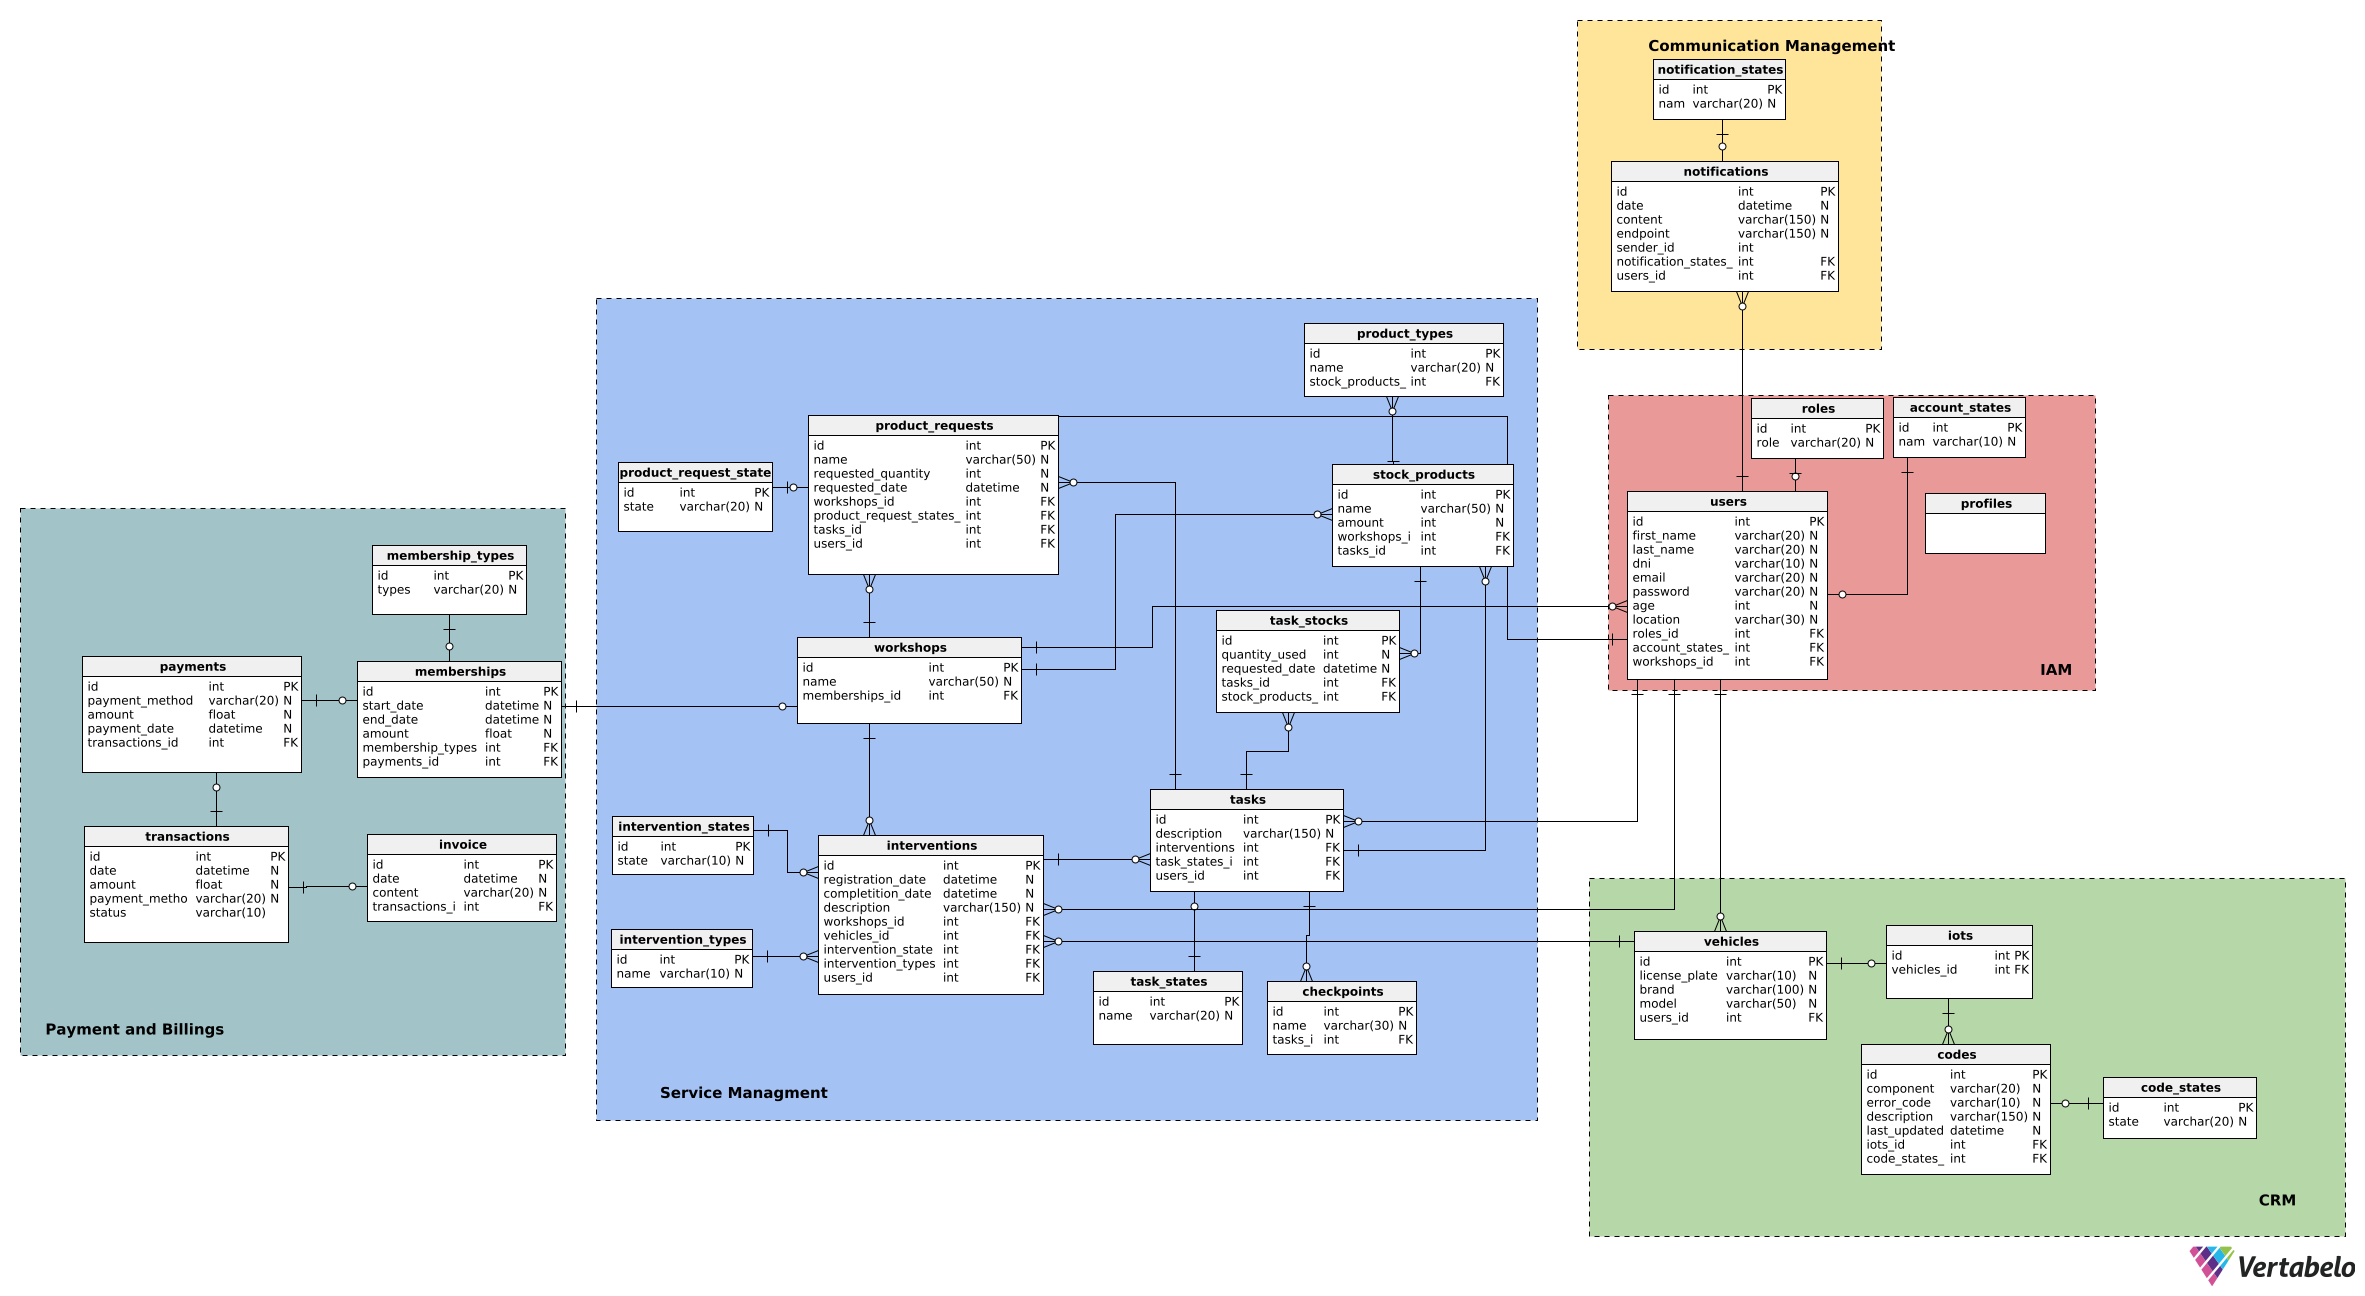 Communication Management
notification_states
id int PK
nam varchar(20) N
notifications
id int PK
date datetime N
content varchar(150) N
endpoint varchar(150) N
sender_id int
notification_states_ int FK
users_id int FK
product_types
id int PK
name varchar(20) N
stock_products_ int FK
product_requests
id int PK
name varchar(50) N
requested_quantity int N
requested_date datetime N
workshops_id int FK
product_request_states_ int FK
tasks_id int FK
users_id int FK
product_request_state
id int PK
state varchar(20) N
stock_products
id int PK
name varchar(50) N
amount int N
workshops_i int FK
tasks_id int FK
roles
id int PK
role varchar(20) N
account_states
id int PK
nam varchar(10) N
users
id int PK
first_name varchar(20) N
last_name varchar(20) N
dni varchar(10) N
email varchar(20) N
password varchar(20) N
age int N
location varchar(30) N
roles_id int FK
account_states_ int FK
workshops_id int FK
profiles
IAM
membership_types
id int PK
types varchar(20) N
payments
id int PK
payment_method varchar(20) N
amount float N
payment_date datetime N
transactions_id int FK
memberships
id int PK
start_date datetime N
end_date datetime N
amount float N
membership_types int FK
payments_id int FK
transactions
id int PK
date datetime N
amount float N
payment_metho varchar(20) N
status varchar(10)
invoice
id int PK
date datetime N
content varchar(20) N
transactions_i int FK
Payment and Billings
workshops
id int PK
name varchar(50) N
memberships_id int FK
task_stocks
id int PK
quantity_used int N
requested_date datetime N
tasks_id int FK
stock_products_ int FK
intervention_states
id int PK
state varchar(10) N
intervention_types
id int PK
name varchar(10) N
interventions
id int PK
registration_date datetime N
completition_date datetime N
description varchar(150) N
workshops_id int FK
vehicles_id int FK
intervention_state int FK
intervention_types int FK
users_id int FK
tasks
id int PK
description varchar(150) N
interventions int FK
task_states_i int FK
users_id int FK
task_states
id int PK
name varchar(20) N
checkpoints
id int PK
name varchar(30) N
tasks_i int FK
Service Managment
vehicles
id int PK
license_plate varchar(10) N
brand varchar(100) N
model varchar(50) N
users_id int FK
iots
id int PK
vehicles_id int FK
codes
id int PK
component varchar(20) N
error_code varchar(10) N
description varchar(150) N
last_updated datetime N
iots_id int FK
code_states_ int FK
code_states
id int PK
state varchar(20) N
CRM
Vertabelo